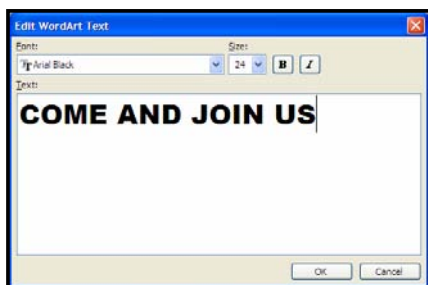 Edit WordArt Text
Font: Size:
Arial Black 24 B I
Text:
COME AND JOIN US
OK Cancel